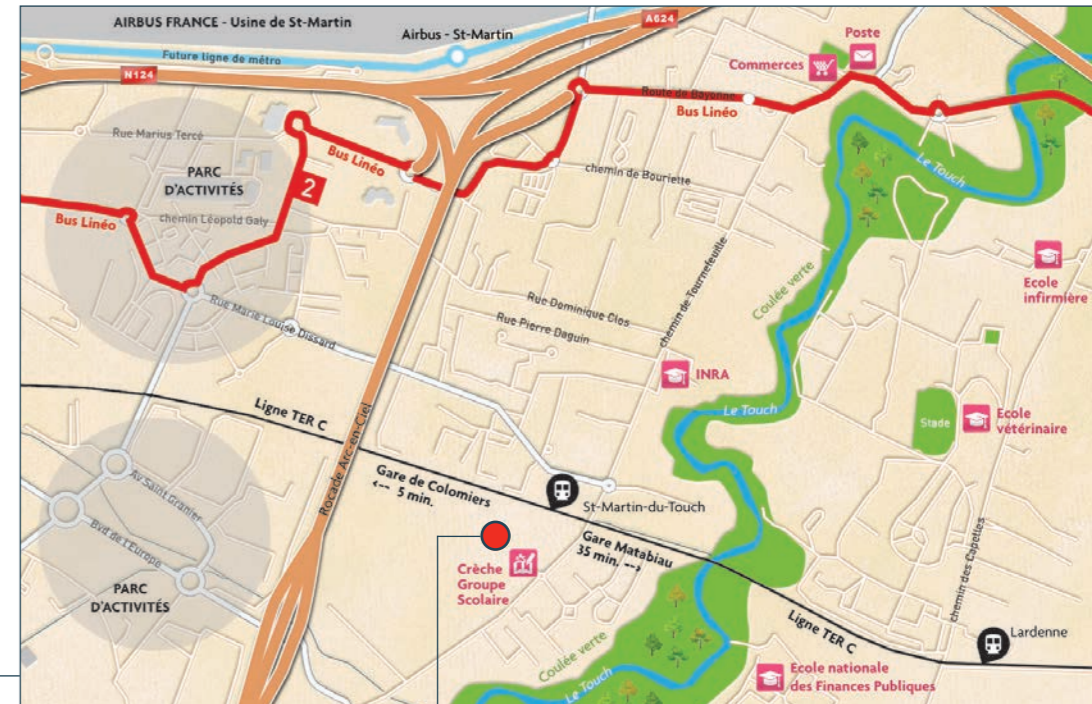 AIRBUS FRANCE - Usine de St-Martin
Airbus - St-Martin
A624
Poste
Future ligne de métro
Commerces
N124
Route de Bayonne
Bus Linéo
Rue Marius Tercé
Bus Linéo
PARC
D'ACTIVITÉS
2
chemin de Bouriette
Le Touch
chemin Léopold Galy
Bus Linéo
Ecole
infirmière
chemin de Tournefeuille
Coulée verte
Rue Marie Louise Dissard
Rue Dominique Clos
Rue Pierre Daguin
INRA
Le Touch
Stade
Ecole
vétérinaire
Ligne TER C
Rocade Arc-en-Ciel
Gare de Colomiers
<-- 5 min.
St-Martin-du-Touch
Av Saint Granier
Bvd de l'Europe
Gare Matabiau
35 min. -->
Crèche
Groupe
Scolaire
PARC
D'ACTIVITÉS
chemin des Capelles
Ligne TER C
Lardenne
Coulée verte
Le Touch
Ecole nationale
des Finances Publiques